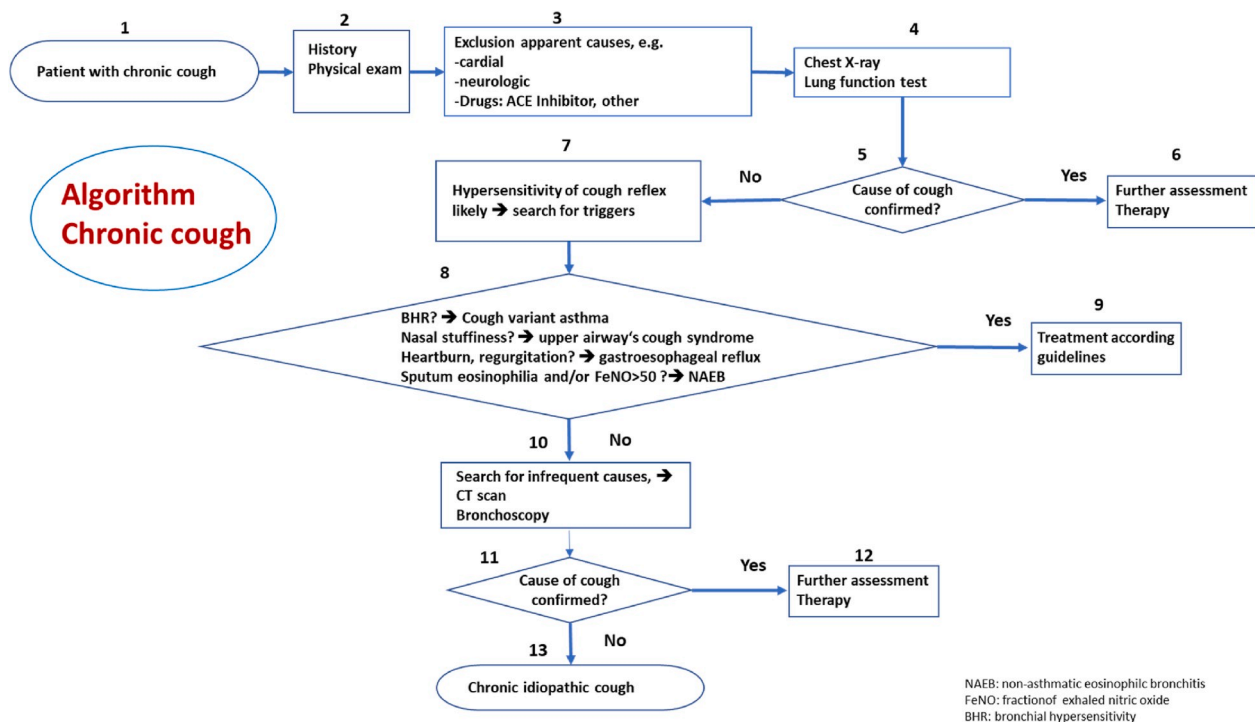 1
Patient with chronic cough
2
History
Physical exam
3
Exclusion apparent causes, e.g.
-cardial
-neurologic
-Drugs: ACE Inhibitor, other
4
Chest X-ray
Lung function test
Algorithm
Chronic cough
5
Cause of cough
confirmed?
Yes
6
Further assessment
Therapy
No
7
Hypersensitivity of cough reflex
likely ➔ search for triggers
8
BHR? ➔ Cough variant asthma
Nasal stuffiness? ➔ upper airway‘s cough syndrome
Heartburn, regurgitation? ➔ gastroesophageal reflux
Sputum eosinophilia and/or FeNO>50 ?➔ NAEB
Yes
9
Treatment according
guidelines
No
10
Search for infrequent causes, ➔
CT scan
Bronchoscopy
11
Cause of cough
confirmed?
Yes
12
Further assessment
Therapy
No
13
Chronic idiopathic cough
NAEB: non-asthmatic eosinophilc bronchitis
FeNO: fractionof exhaled nitric oxide
BHR: bronchial hypersensitivity